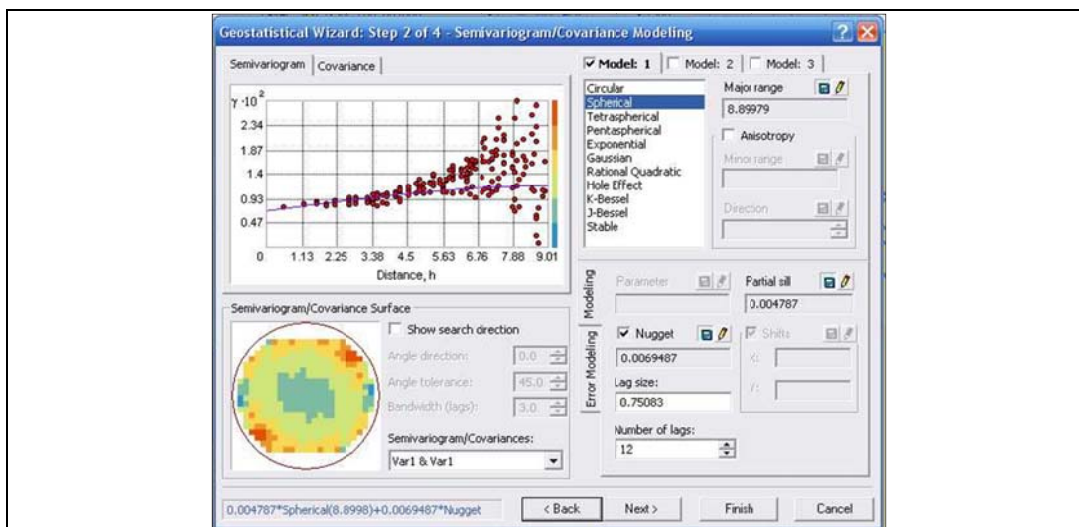 Geostatistical Wizard: Step 2 of 4 - Semivariogram/Covariance Modeling
Semivariogram
Covariance
γ·10 2
2.34
1.87
1.4
0.93
0.47
0 1.13 2.25 3.38 4.5 5.63 6.76 7.88 9.01
Distance, h
Semivariogram/Covariance Surface
Show search direction
Angle direction: 0.0
Angle tolerance: 45.0
Bandwidth (lags): 3.0
Semivariogram/Covariances:
Var1 & Var1
Model: 1 Model: 2 Model: 3
Circular
Spherical
Tetraspherical
Pentaspherical
Exponential
Gaussian
Rational Quadratic
Hole Effect
K-Bessel
J-Bessel
Stable
Major range
8.89979
Anisotropy
Minor range
Direction
Modeling
Error Modeling
Parameter
Partial sill
0.004787
Nugget
0.0069487
Shifts
Lag size:
0.75083
Number of lags:
12
0.004787*Spherical(8.8998)+0.0069487*Nugget
< Back Next > Finish Cancel